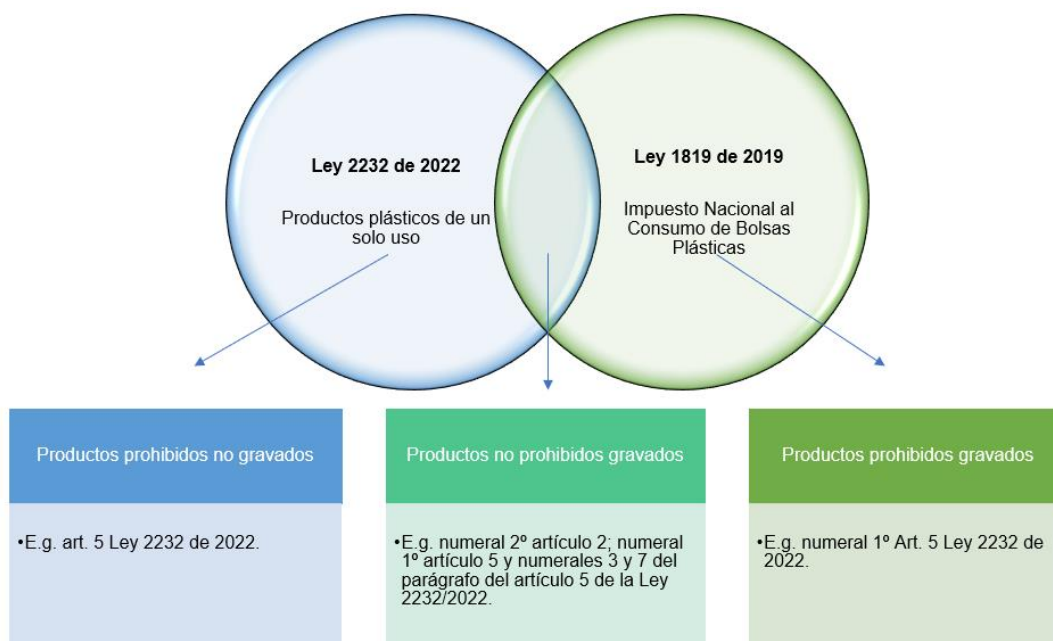 Ley 2232 de 2022
Productos plásticos de un
solo uso
Ley 1819 de 2019
Impuesto Nacional al
Consumo de Bolsas
Plásticas
Productos prohibidos no gravados
•E.g. art. 5 Ley 2232 de 2022.
Productos no prohibidos gravados
•E.g. numeral 2º artículo 2; numeral
1º artículo 5 y numerales 3 y 7 del
parágrafo del artículo 5 de la Ley
2232/2022.
Productos prohibidos gravados
•E.g. numeral 1º Art. 5 Ley 2232 de
2022.